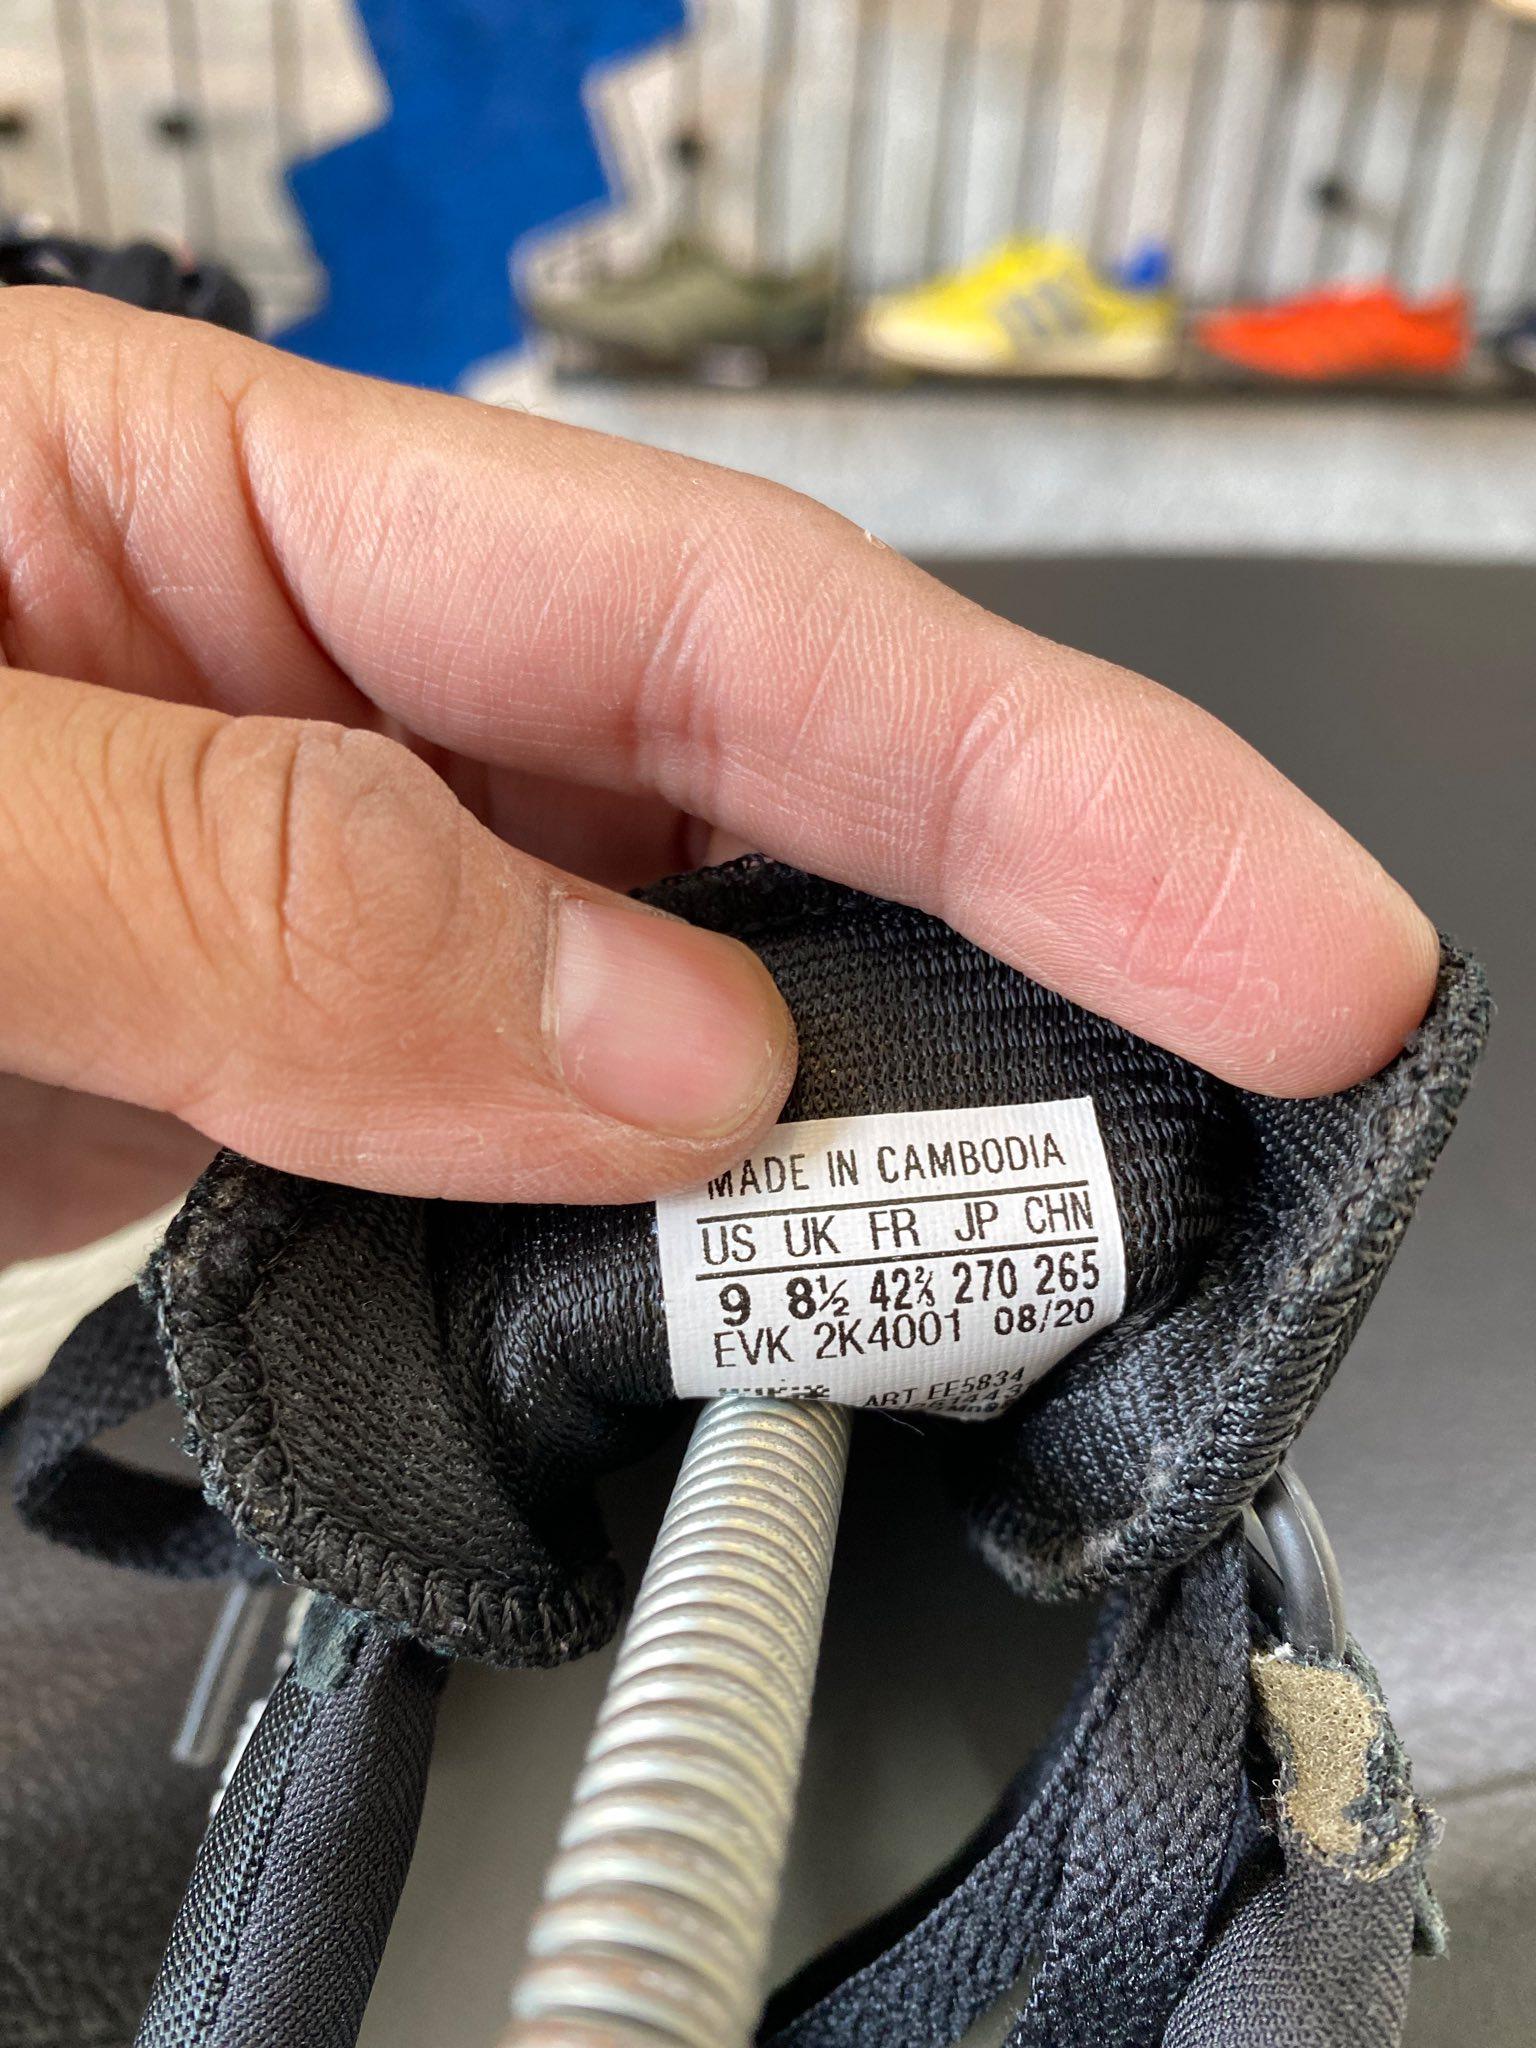 MADE IN CAMBODIA
US UK FR JP CHN
9 8½ 42⅔ 270 265
EVK 2K4001 08/20
ART EE5834